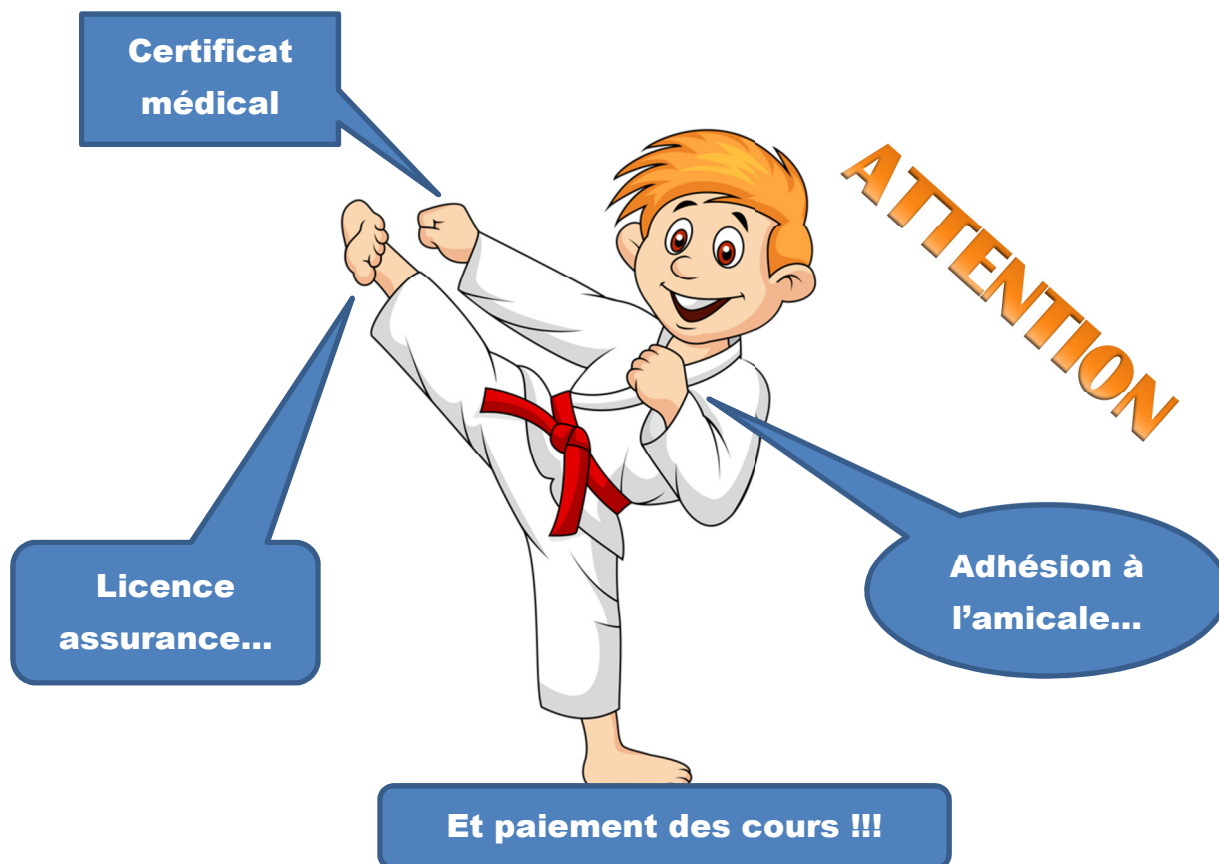 Certificat
médical
ATTENTION
Licence
assurance...
Adhésion à
l’amicale...
Et paiement des cours !!!